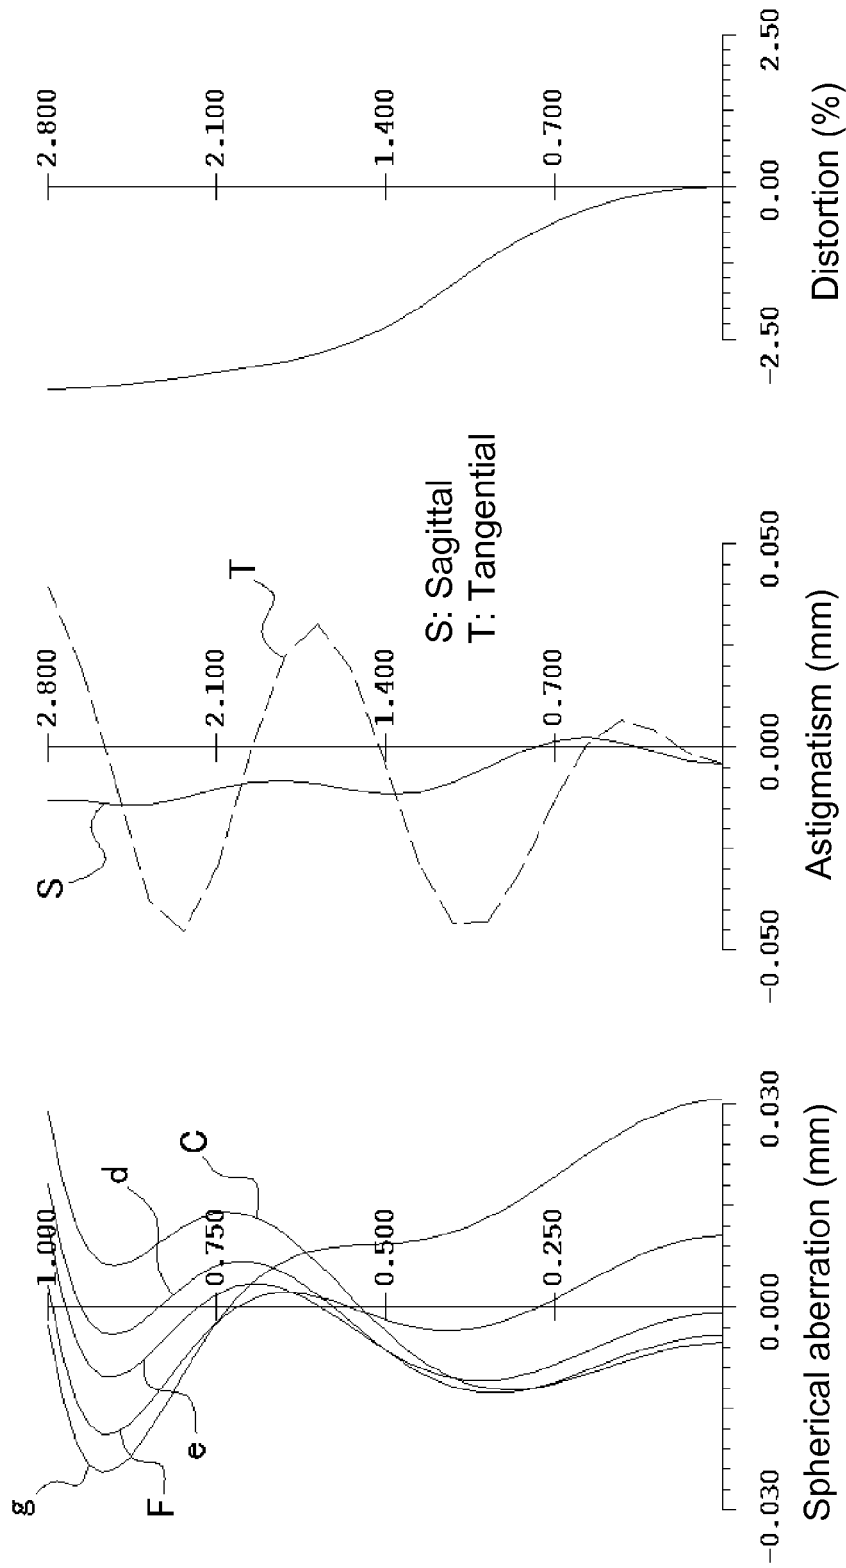 g
F
e
d
C
1.000
0.750
0.500
0.250
-0.030
0.000
0.030
Spherical aberration (mm)
S
T
2.800
2.100
1.400
0.700
S: Sagittal
T: Tangential
-0.050
0.000
0.050
Astigmatism (mm)
2.800
2.100
1.400
0.700
-2.50
0.00
2.50
Distortion (%)